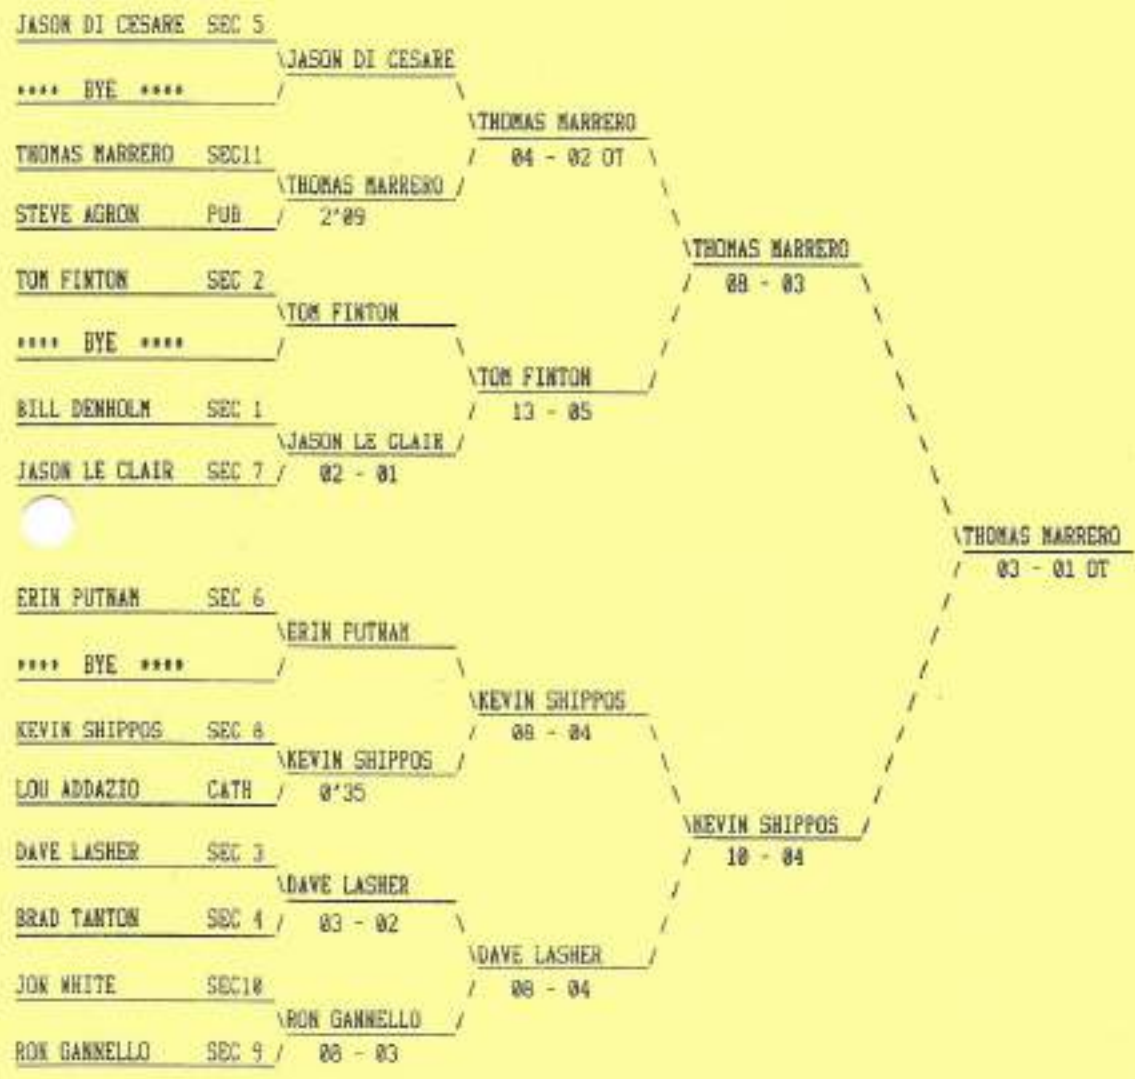 JASON DI CESARE SEC 5
\JASON DI CESARE
**** BYE **** /
\THOMAS MARRERO
THOMAS MARRERO SEC11 / 04 - 02 OT \
\THOMAS MARRERO /
STEVE AGRON PUB / 2'09
\THOMAS MARRERO
TOM FINTON SEC 2 / 08 - 03 \
\TOM FINTON
**** BYE **** /
\TOM FINTON /
BILL DENHOLM SEC 1 / 13 - 05
\JASON LE CLAIR /
JASON LE CLAIR SEC 7 / 02 - 01
\THOMAS MARRERO
/ 03 - 01 OT
ERIN PUTNAM SEC 6
\ERIN PUTNAM
**** BYE **** /
\KEVIN SHIPPOS
KEVIN SHIPPOS SEC 8 / 08 - 04 \
\KEVIN SHIPPOS /
LOU ADDAZIO CATH / 0'35
\KEVIN SHIPPOS /
DAVE LASHER SEC 3 / 10 - 04
\DAVE LASHER
BRAD TANTON SEC 4 / 03 - 02
\DAVE LASHER /
JON WHITE SEC10 / 08 - 04
\RON GANNELLO /
RON GANNELLO SEC 9 / 08 - 03